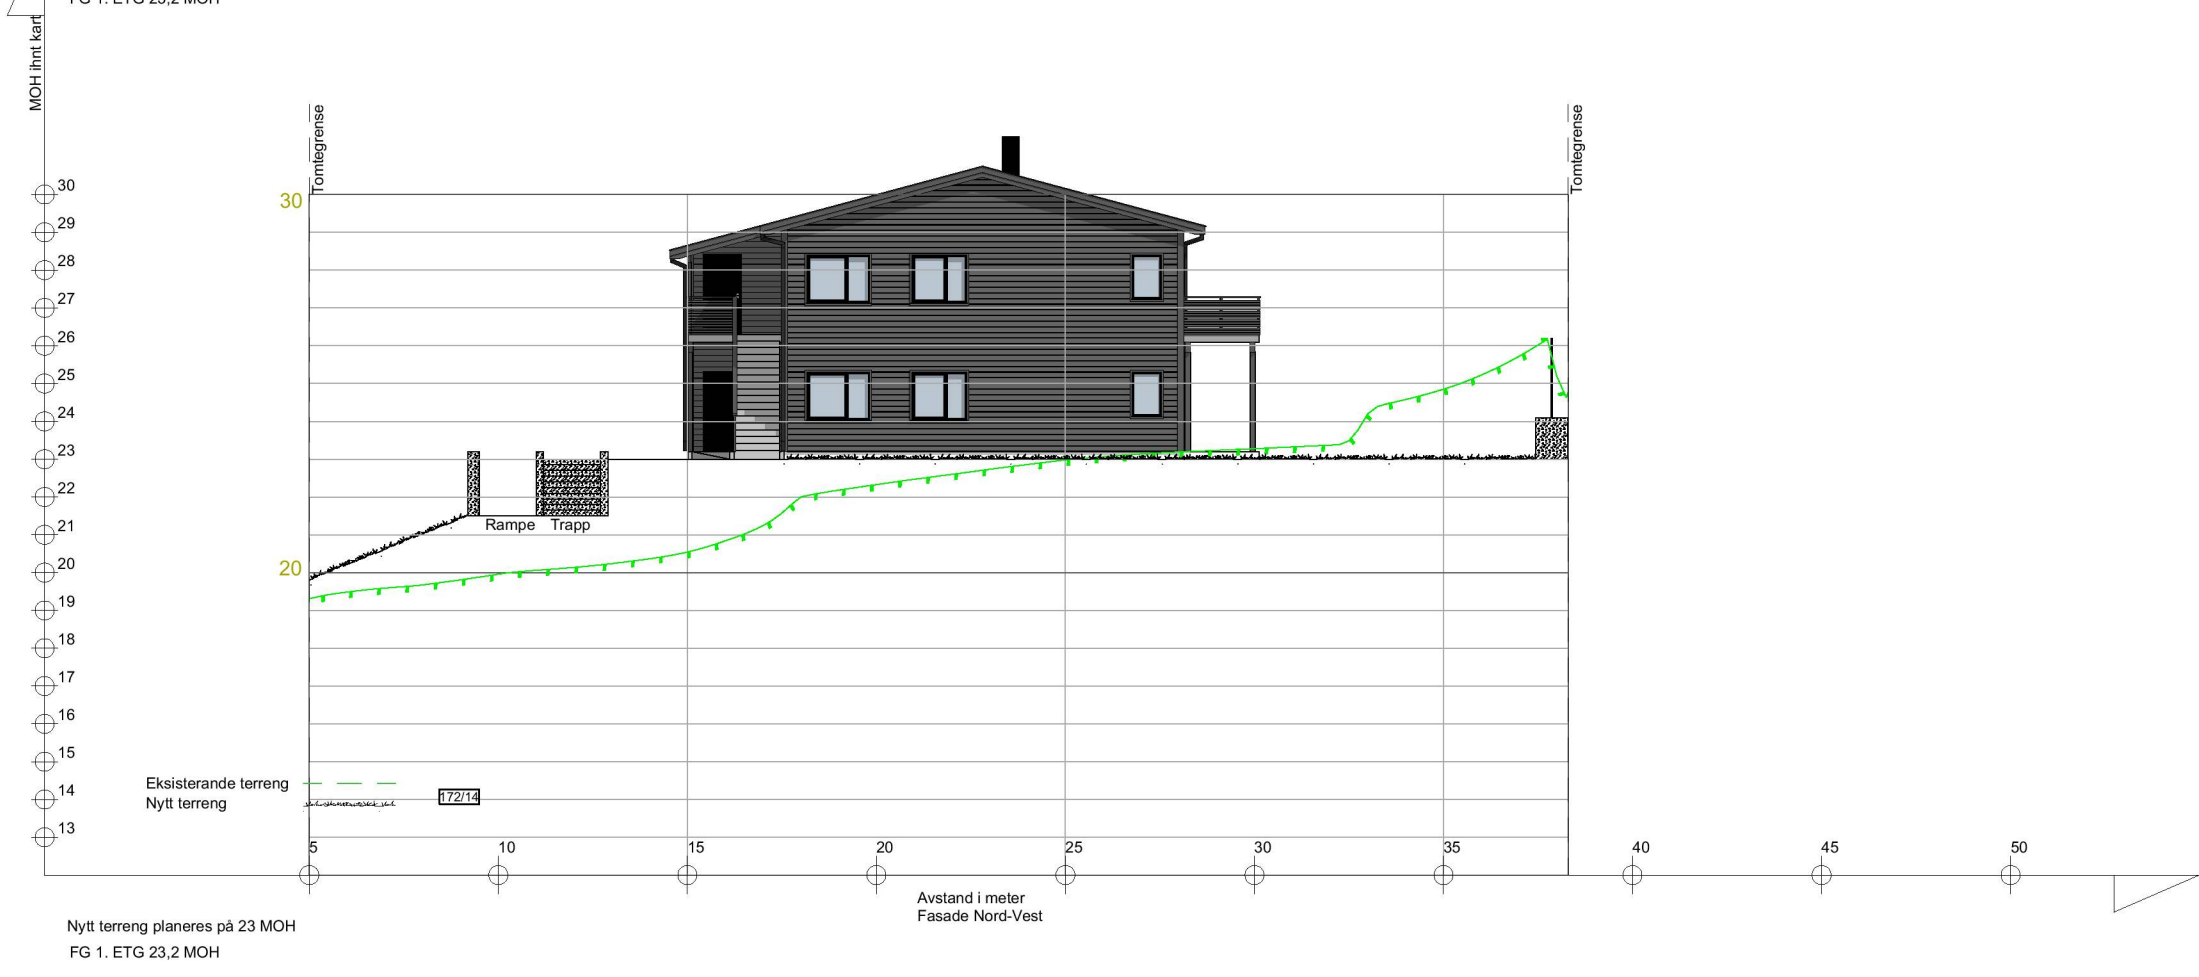 FG 1. ETG 23,2 MOH
MOH ihnt kart
Tomtegrense
Tomtegrense
30
30
29
28
27
26
25
24
23
22
21
Rampe
Trapp
20
20
19
18
17
16
15
Eksisterande terreng
14
172/14
Nytt terreng
13
5
10
15
20
25
30
35
40
45
50
Avstand i meter
Fasade Nord-Vest
Nytt terreng planeres på 23 MOH
FG 1. ETG 23,2 MOH